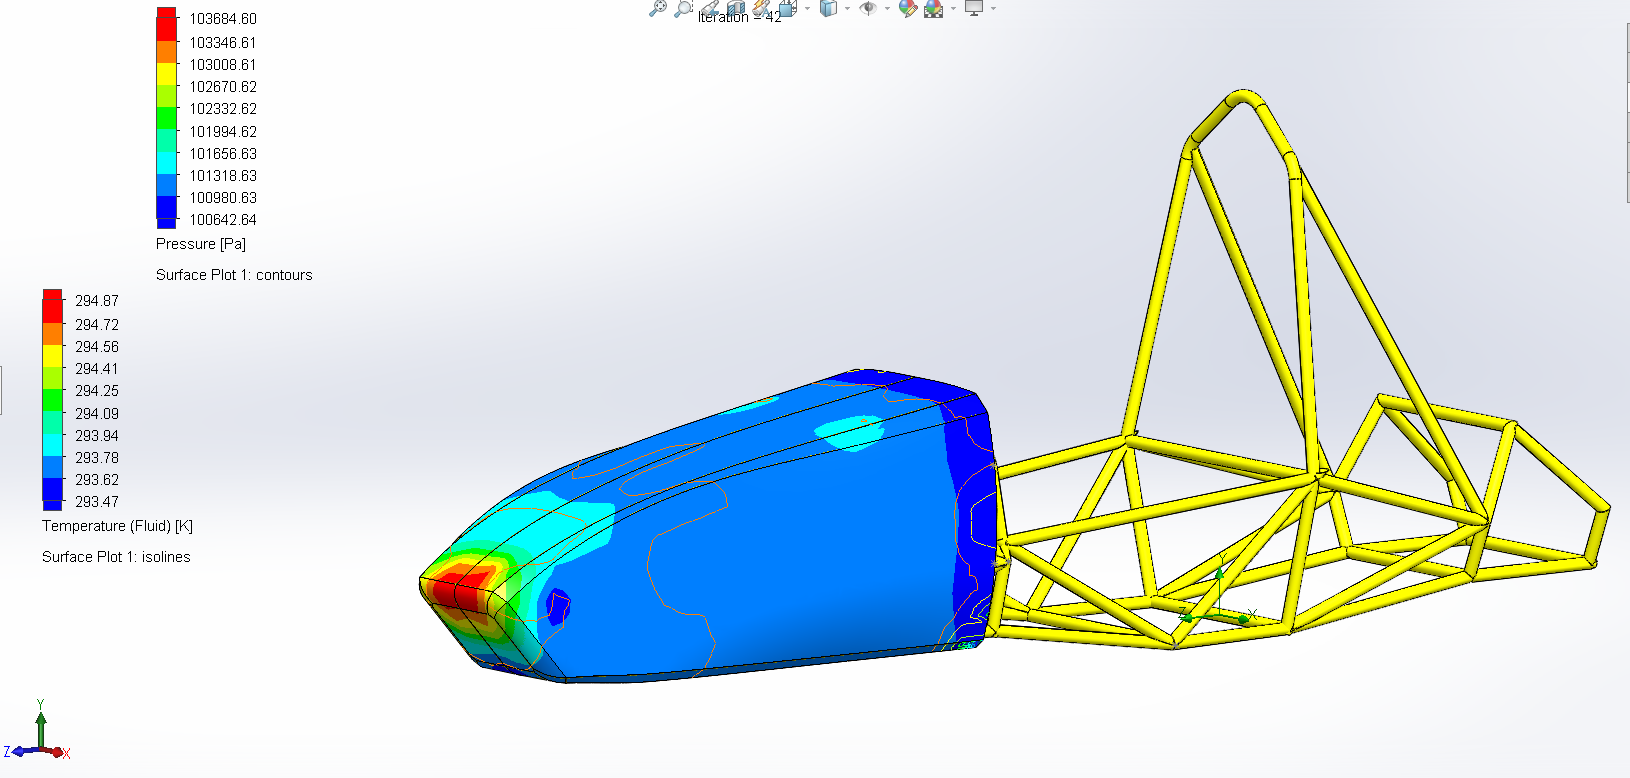 Iteration = 42
103684.60
103346.61
103008.61
102670.62
102332.62
101994.62
101656.63
101318.63
100980.63
100642.64
Pressure [Pa]
Surface Plot 1: contours
294.87
294.72
294.56
294.41
294.25
294.09
293.94
293.78
293.62
293.47
Temperature (Fluid) [K]
Surface Plot 1: isolines
Y
Z
X
Y
Z
X